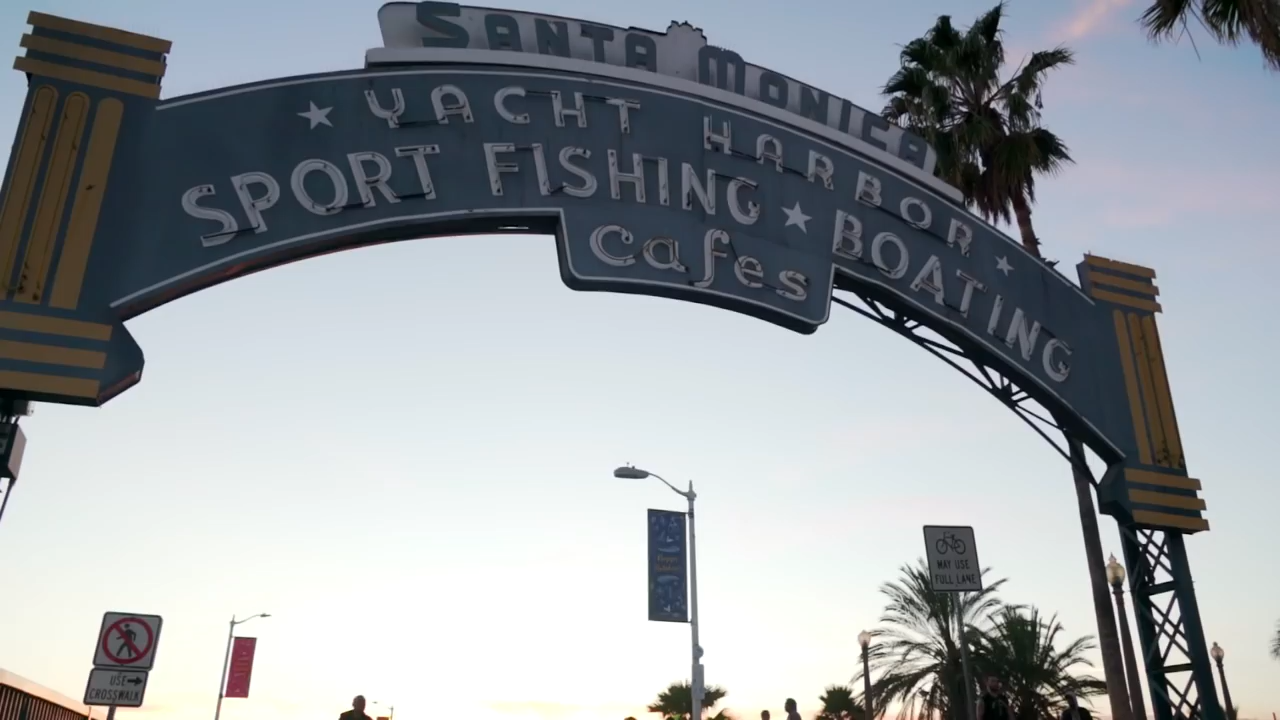 SANTA MONICA
YACHT HARBOR
SPORT FISHING ★ BOATING
Cafes
MAY USE
FULL LANE
USE →
CROSSWALK